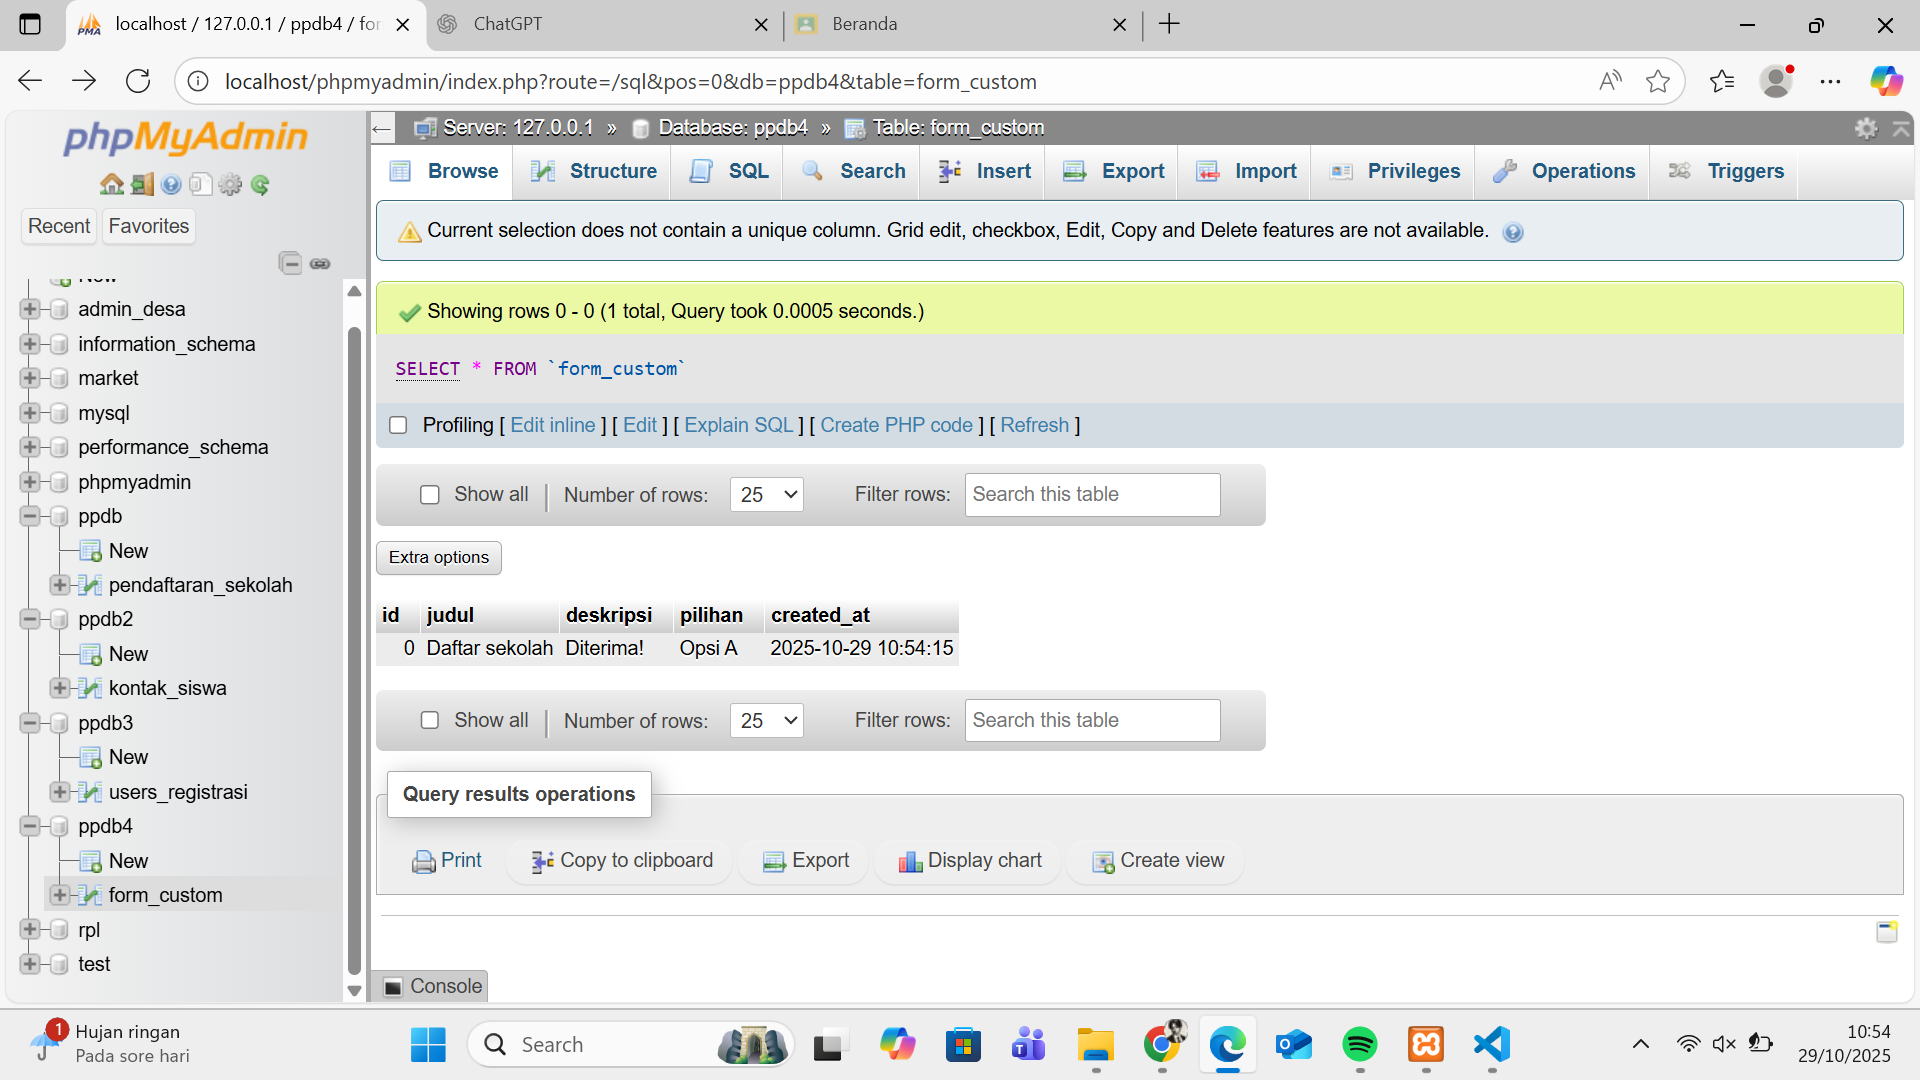 localhost / 127.0.0.1 / ppdb4 / for
ChatGPT
Beranda
localhost/phpmyadmin/index.php?route=/sql&pos=0&db=ppdb4&table=form_custom
phpMyAdmin
Recent
Favorites
New
admin_desa
information_schema
market
mysql
performance_schema
phpmyadmin
ppdb
New
pendaftaran_sekolah
ppdb2
New
kontak_siswa
ppdb3
New
users_registrasi
ppdb4
New
form_custom
rpl
test
Server: 127.0.0.1 » Database: ppdb4 » Table: form_custom
Browse Structure SQL Search Insert Export Import Privileges Operations Triggers
Current selection does not contain a unique column. Grid edit, checkbox, Edit, Copy and Delete features are not available.
Showing rows 0 - 0 (1 total, Query took 0.0005 seconds.)
SELECT * FROM `form_custom`
Profiling [ Edit inline ] [ Edit ] [ Explain SQL ] [ Create PHP code ] [ Refresh ]
Show all | Number of rows: 25 Filter rows: Search this table
Extra options
id judul deskripsi pilihan created_at
0 Daftar sekolah Diterima! Opsi A 2025-10-29 10:54:15
Show all | Number of rows: 25 Filter rows: Search this table
Query results operations
Print Copy to clipboard Export Display chart Create view
Console
1
Hujan ringan
Pada sore hari
Search
10:54
29/10/2025